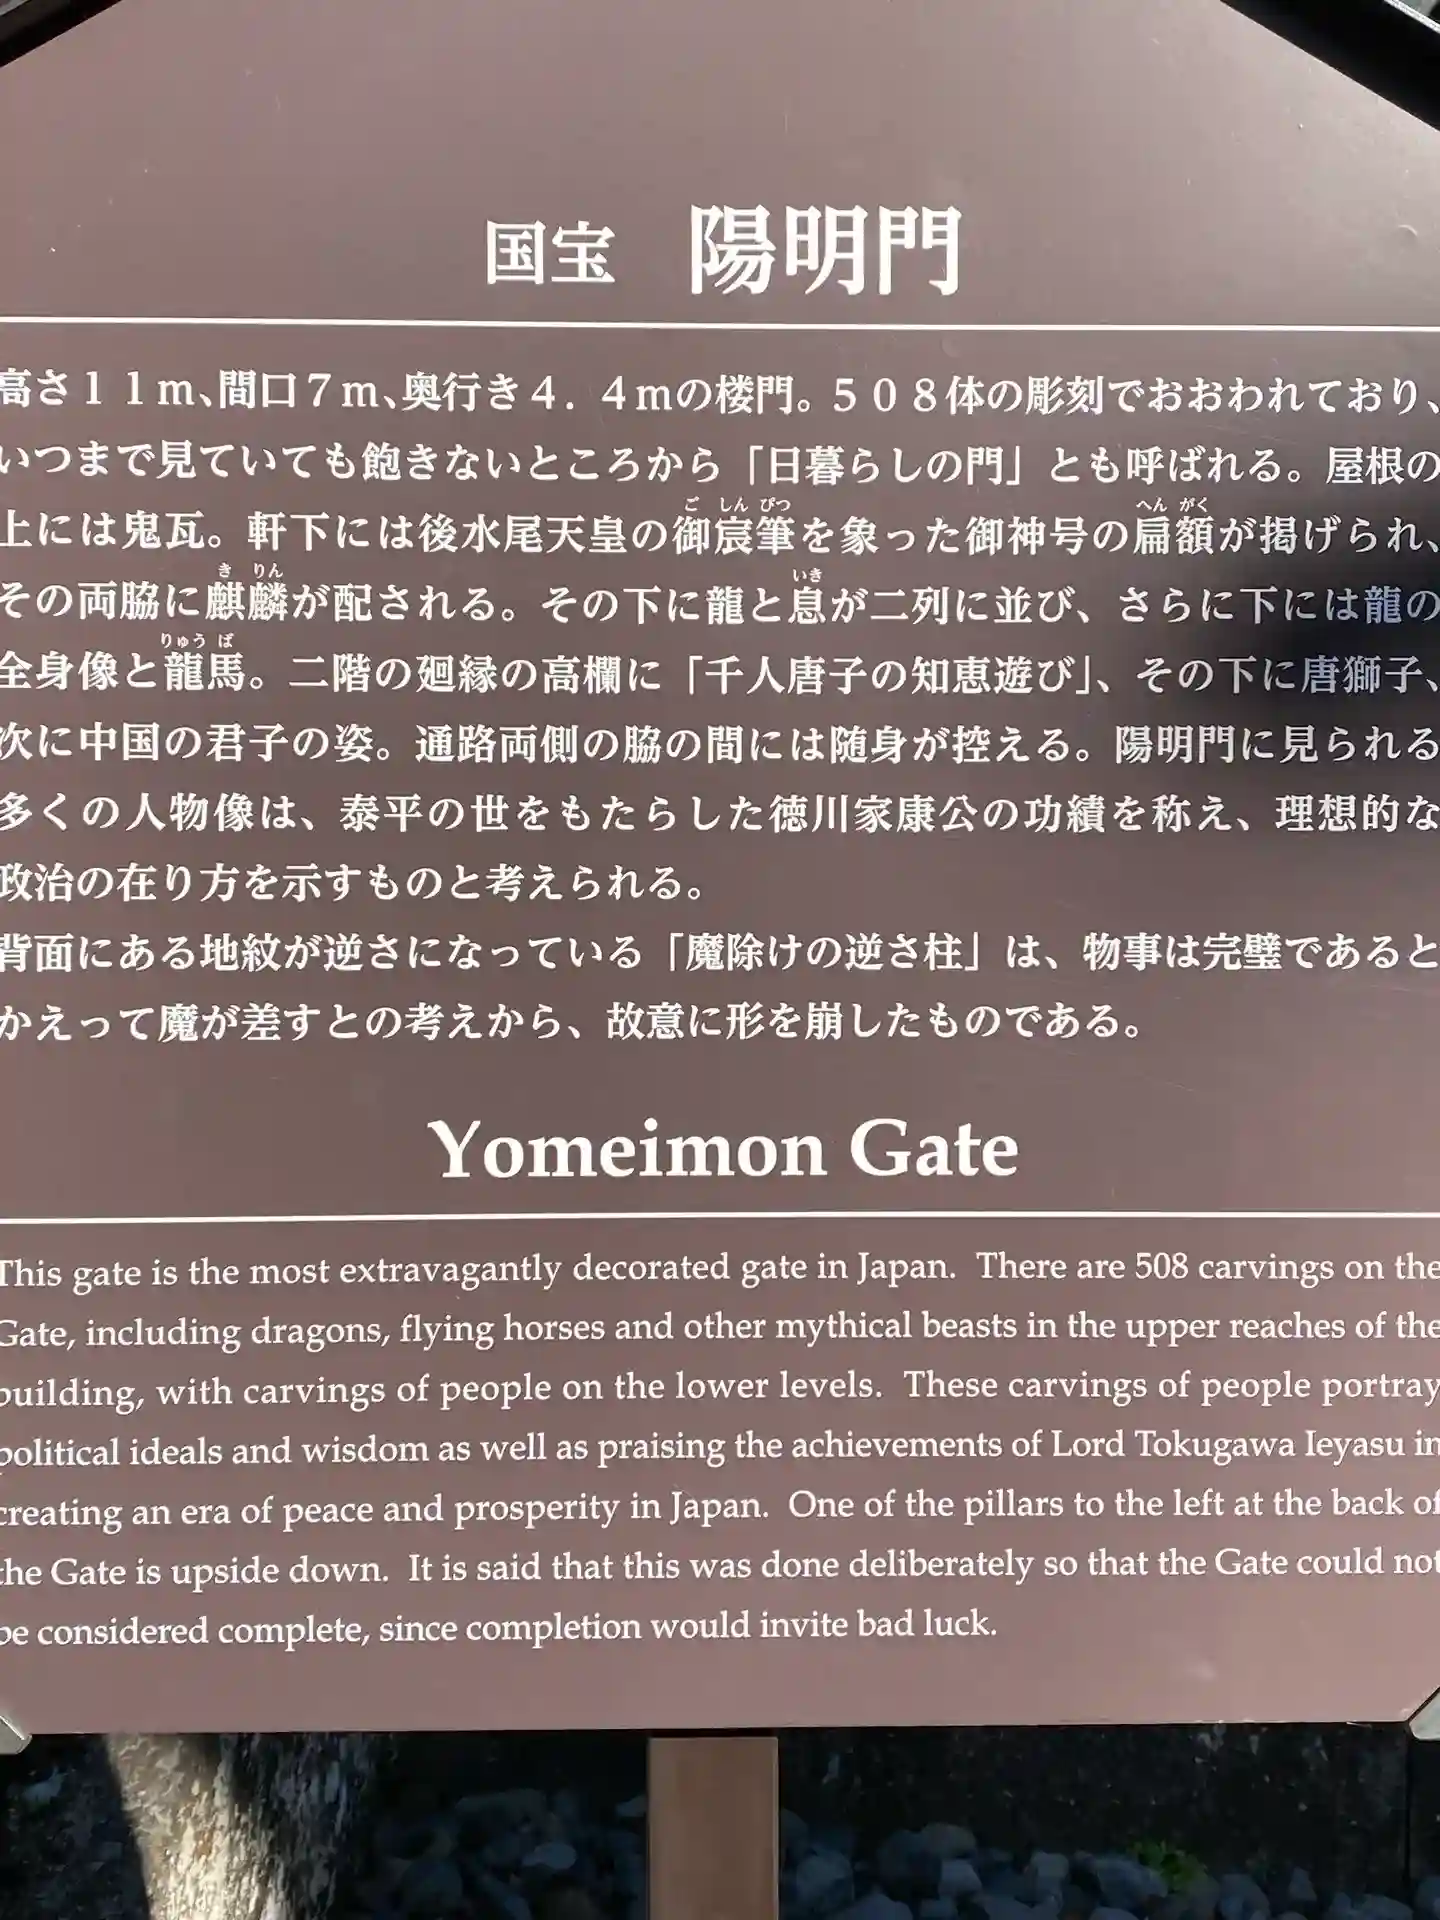 国宝 陽明門
高さ11m、間口7m、奥行き4.4mの楼門。508体の彫刻でおおわれており、
いつまで見ていても飽きないところから「日暮らしの門」とも呼ばれる。屋根の
ご しん ぴつ へん がく
上には鬼瓦。軒下には後水尾天皇の御宸筆を象った御神号の扁額が掲げられ、
き りん いき
その両脇に麒麟が配される。その下に龍と息が二列に並び、さらに下には龍の
りゅう ば
全身像と龍馬。二階の廻縁の高欄に「千人唐子の知恵遊び」、その下に唐獅子、
次に中国の君子の姿。通路両側の脇の間には随身が控える。陽明門に見られる
多くの人物像は、泰平の世をもたらした徳川家康公の功績を称え、理想的な
政治の在り方を示すものと考えられる。
背面にある地紋が逆さになっている「魔除けの逆さ柱」は、物事は完璧であると
かえって魔が差すとの考えから、故意に形を崩したものである。
Yomeimon Gate
This gate is the most extravagantly decorated gate in Japan. There are 508 carvings on the
Gate, including dragons, flying horses and other mythical beasts in the upper reaches of the
building, with carvings of people on the lower levels. These carvings of people portray
political ideals and wisdom as well as praising the achievements of Lord Tokugawa Ieyasu in
creating an era of peace and prosperity in Japan. One of the pillars to the left at the back of
the Gate is upside down. It is said that this was done deliberately so that the Gate could not
be considered complete, since completion would invite bad luck.